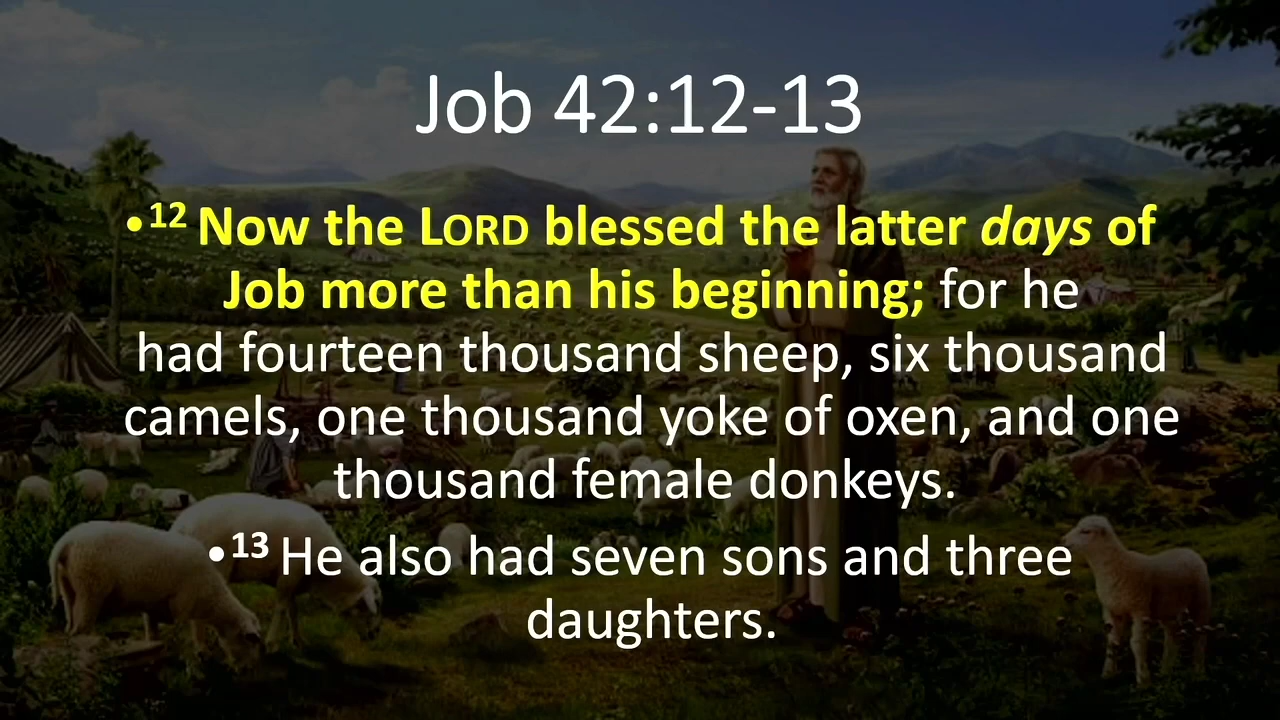 Job 42:12-13
•12 Now the LORD blessed the latter days of
Job more than his beginning; for he
had fourteen thousand sheep, six thousand
camels, one thousand yoke of oxen, and one
thousand female donkeys.
•13 He also had seven sons and three
daughters.